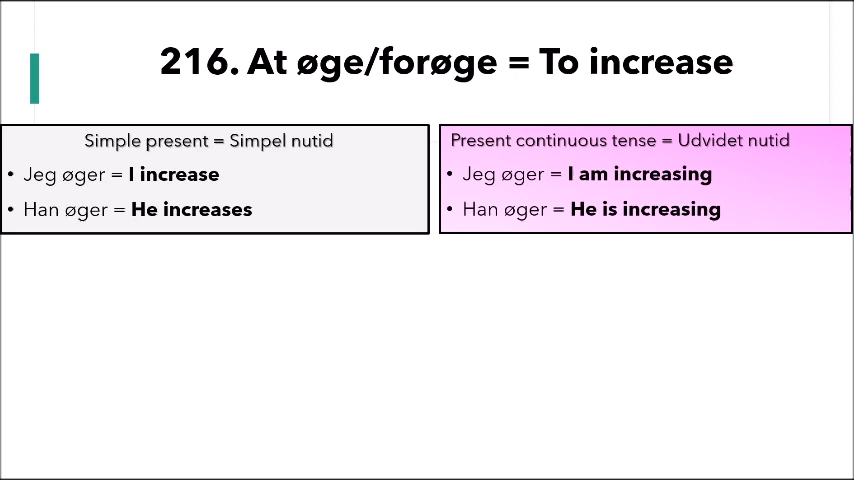 216. At øge/forøge = To increase
Simple present = Simpel nutid
• Jeg øger = I increase
• Han øger = He increases
Present continuous tense = Udvidet nutid
• Jeg øger = I am increasing
• Han øger = He is increasing